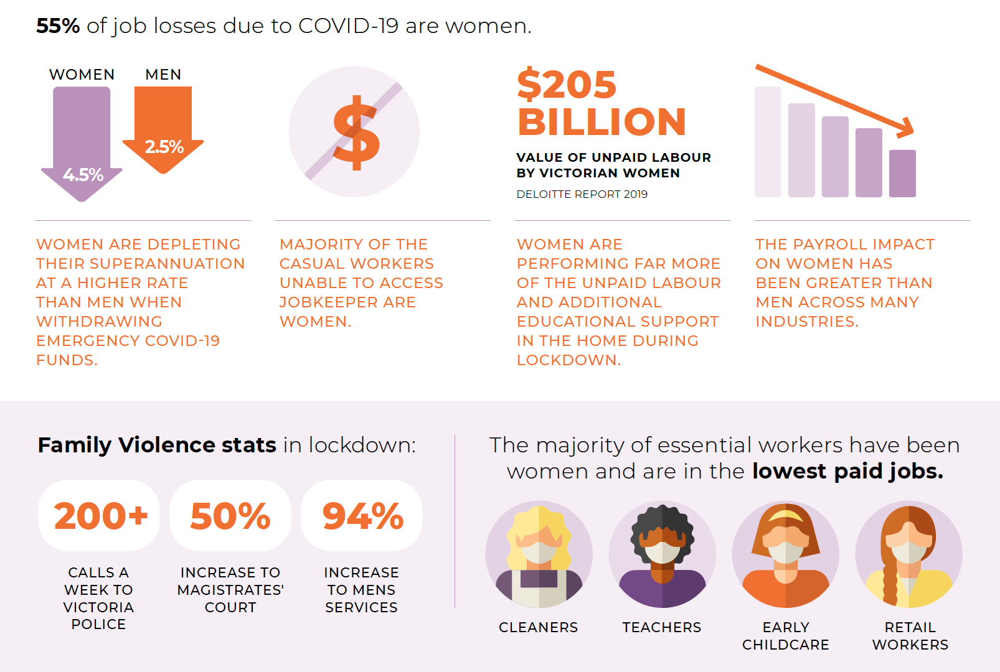 55% of job losses due to COVID-19 are women.
WOMEN
MEN
4.5%
2.5%
WOMEN ARE DEPLETING
THEIR SUPERANNUATION
AT A HIGHER RATE
THAN MEN WHEN
WITHDRAWING
EMERGENCY COVID-19
FUNDS.
$
MAJORITY OF THE
CASUAL WORKERS
UNABLE TO ACCESS
JOBKEEPER ARE
WOMEN.
$205
BILLION
VALUE OF UNPAID LABOUR
BY VICTORIAN WOMEN
DELOITTE REPORT 2019
WOMEN ARE
PERFORMING FAR MORE
OF THE UNPAID LABOUR
AND ADDITIONAL
EDUCATIONAL SUPPORT
IN THE HOME DURING
LOCKDOWN.
THE PAYROLL IMPACT
ON WOMEN HAS
BEEN GREATER THAN
MEN ACROSS MANY
INDUSTRIES.
Family Violence stats in lockdown:
200+
CALLS A
WEEK TO
VICTORIA
POLICE
50%
INCREASE TO
MAGISTRATES'
COURT
94%
INCREASE
TO MENS
SERVICES
The majority of essential workers have been
women and are in the lowest paid jobs.
CLEANERS
TEACHERS
EARLY
CHILDCARE
RETAIL
WORKERS